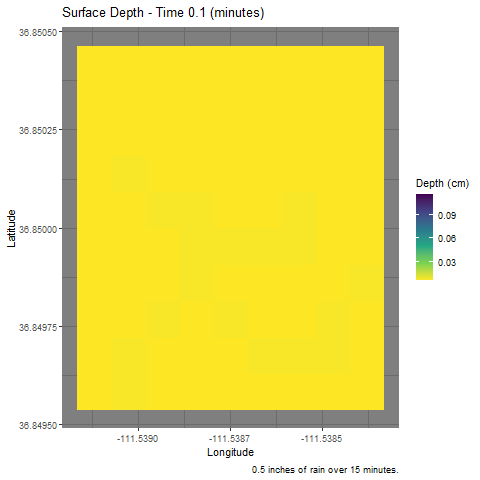 Surface Depth - Time 0.1 (minutes)
36.85050
36.85025
36.85000
36.84975
36.84950
Latitude
-111.5390
-111.5387
-111.5385
Longitude
Depth (cm)
0.09
0.06
0.03
0.5 inches of rain over 15 minutes.